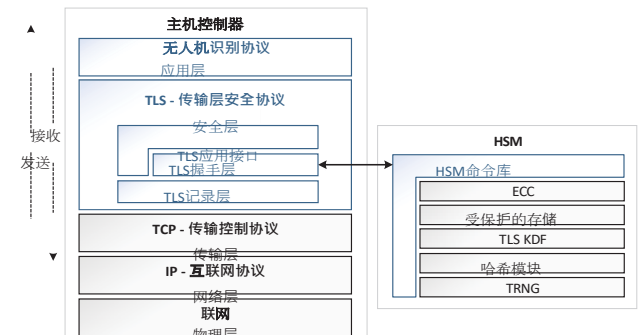 主机控制器
无人机识别协议
应用层
TLS - 传输层安全协议
安全层
TLS应用接口
TLS握手层
TLS记录层
TCP - 传输控制协议
传输层
IP - 互联网协议
网络层
联网
物理层
接收
发送
HSM
HSM命令库
ECC
受保护的存储
TLS KDF
哈希模块
TRNG